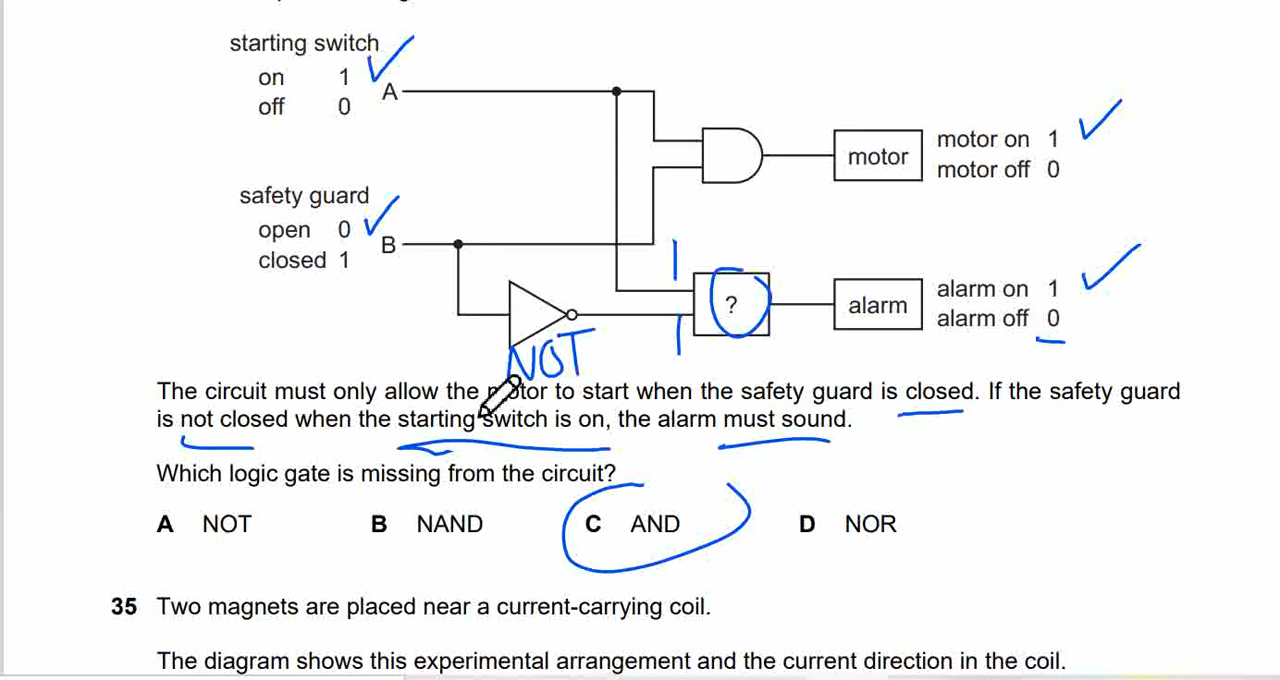 starting switch
on 1
off 0
A
motor
motor on 1
motor off 0
safety guard
open 0
closed 1
B
1
1
?
alarm
alarm on 1
alarm off 0
NOT
The circuit must only allow the motor to start when the safety guard is closed. If the safety guard
is not closed when the starting switch is on, the alarm must sound.
Which logic gate is missing from the circuit?
A NOT B NAND C AND D NOR
35 Two magnets are placed near a current-carrying coil.
The diagram shows this experimental arrangement and the current direction in the coil.